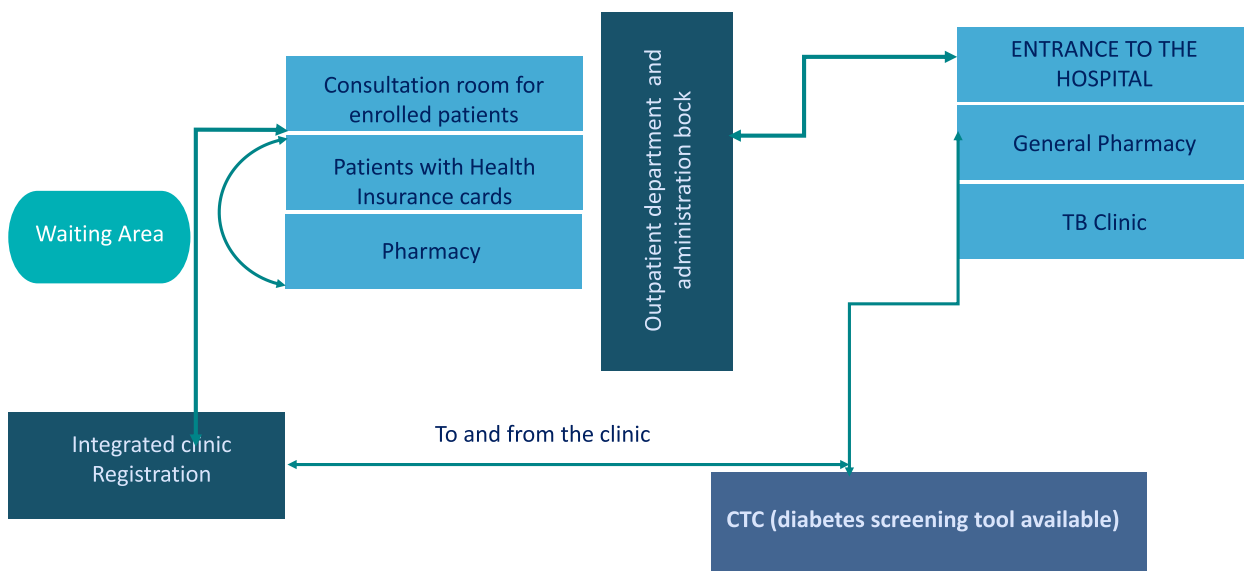 Consultation room for
enrolled patients
Patients with Health
Insurance cards
Pharmacy
Waiting Area
Outpatient department and
administration bock
ENTRANCE TO THE
HOSPITAL
General Pharmacy
TB Clinic
Integrated clinic
Registration
To and from the clinic
CTC (diabetes screening tool available)